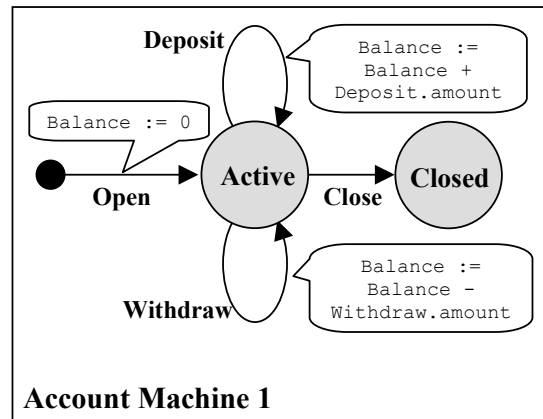 Deposit
Balance :=
Balance +
Deposit.amount
Balance := 0
Active
Closed
Open
Close
Balance :=
Balance -
Withdraw.amount
Withdraw
Account Machine 1